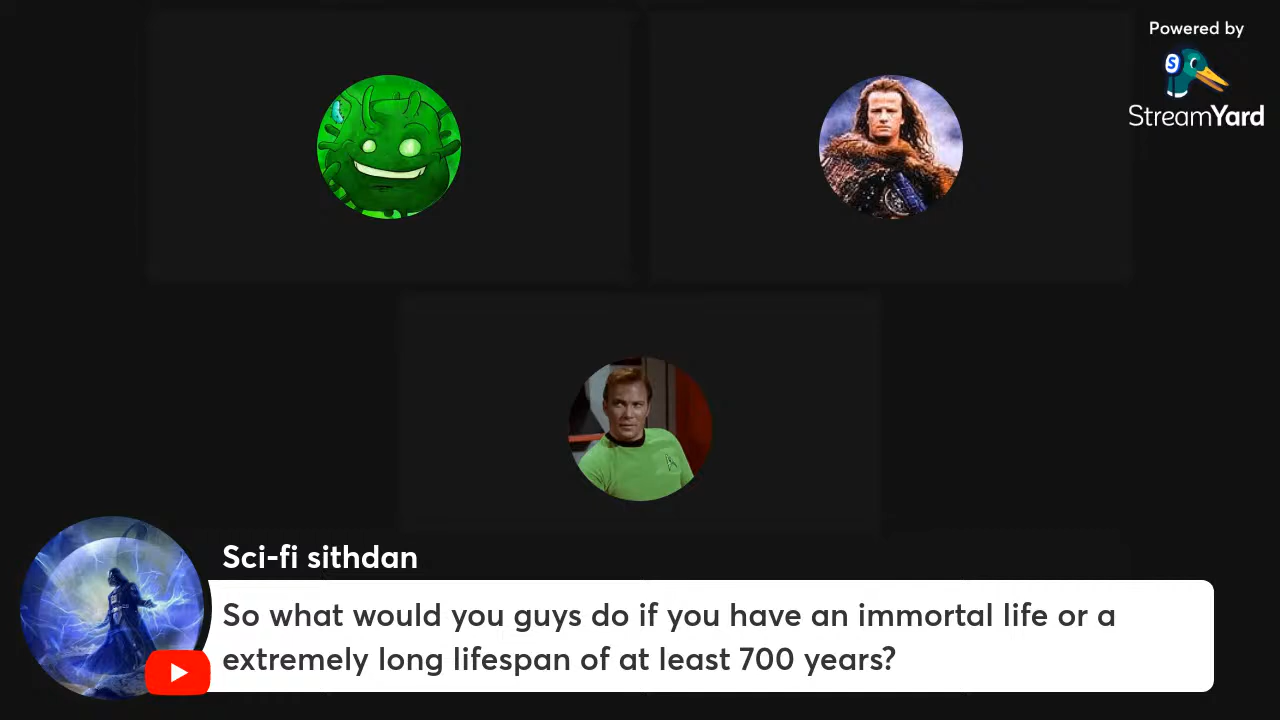 Powered by
S
StreamYard
Sci-fi sithdan
So what would you guys do if you have an immortal life or a
extremely long lifespan of at least 700 years?